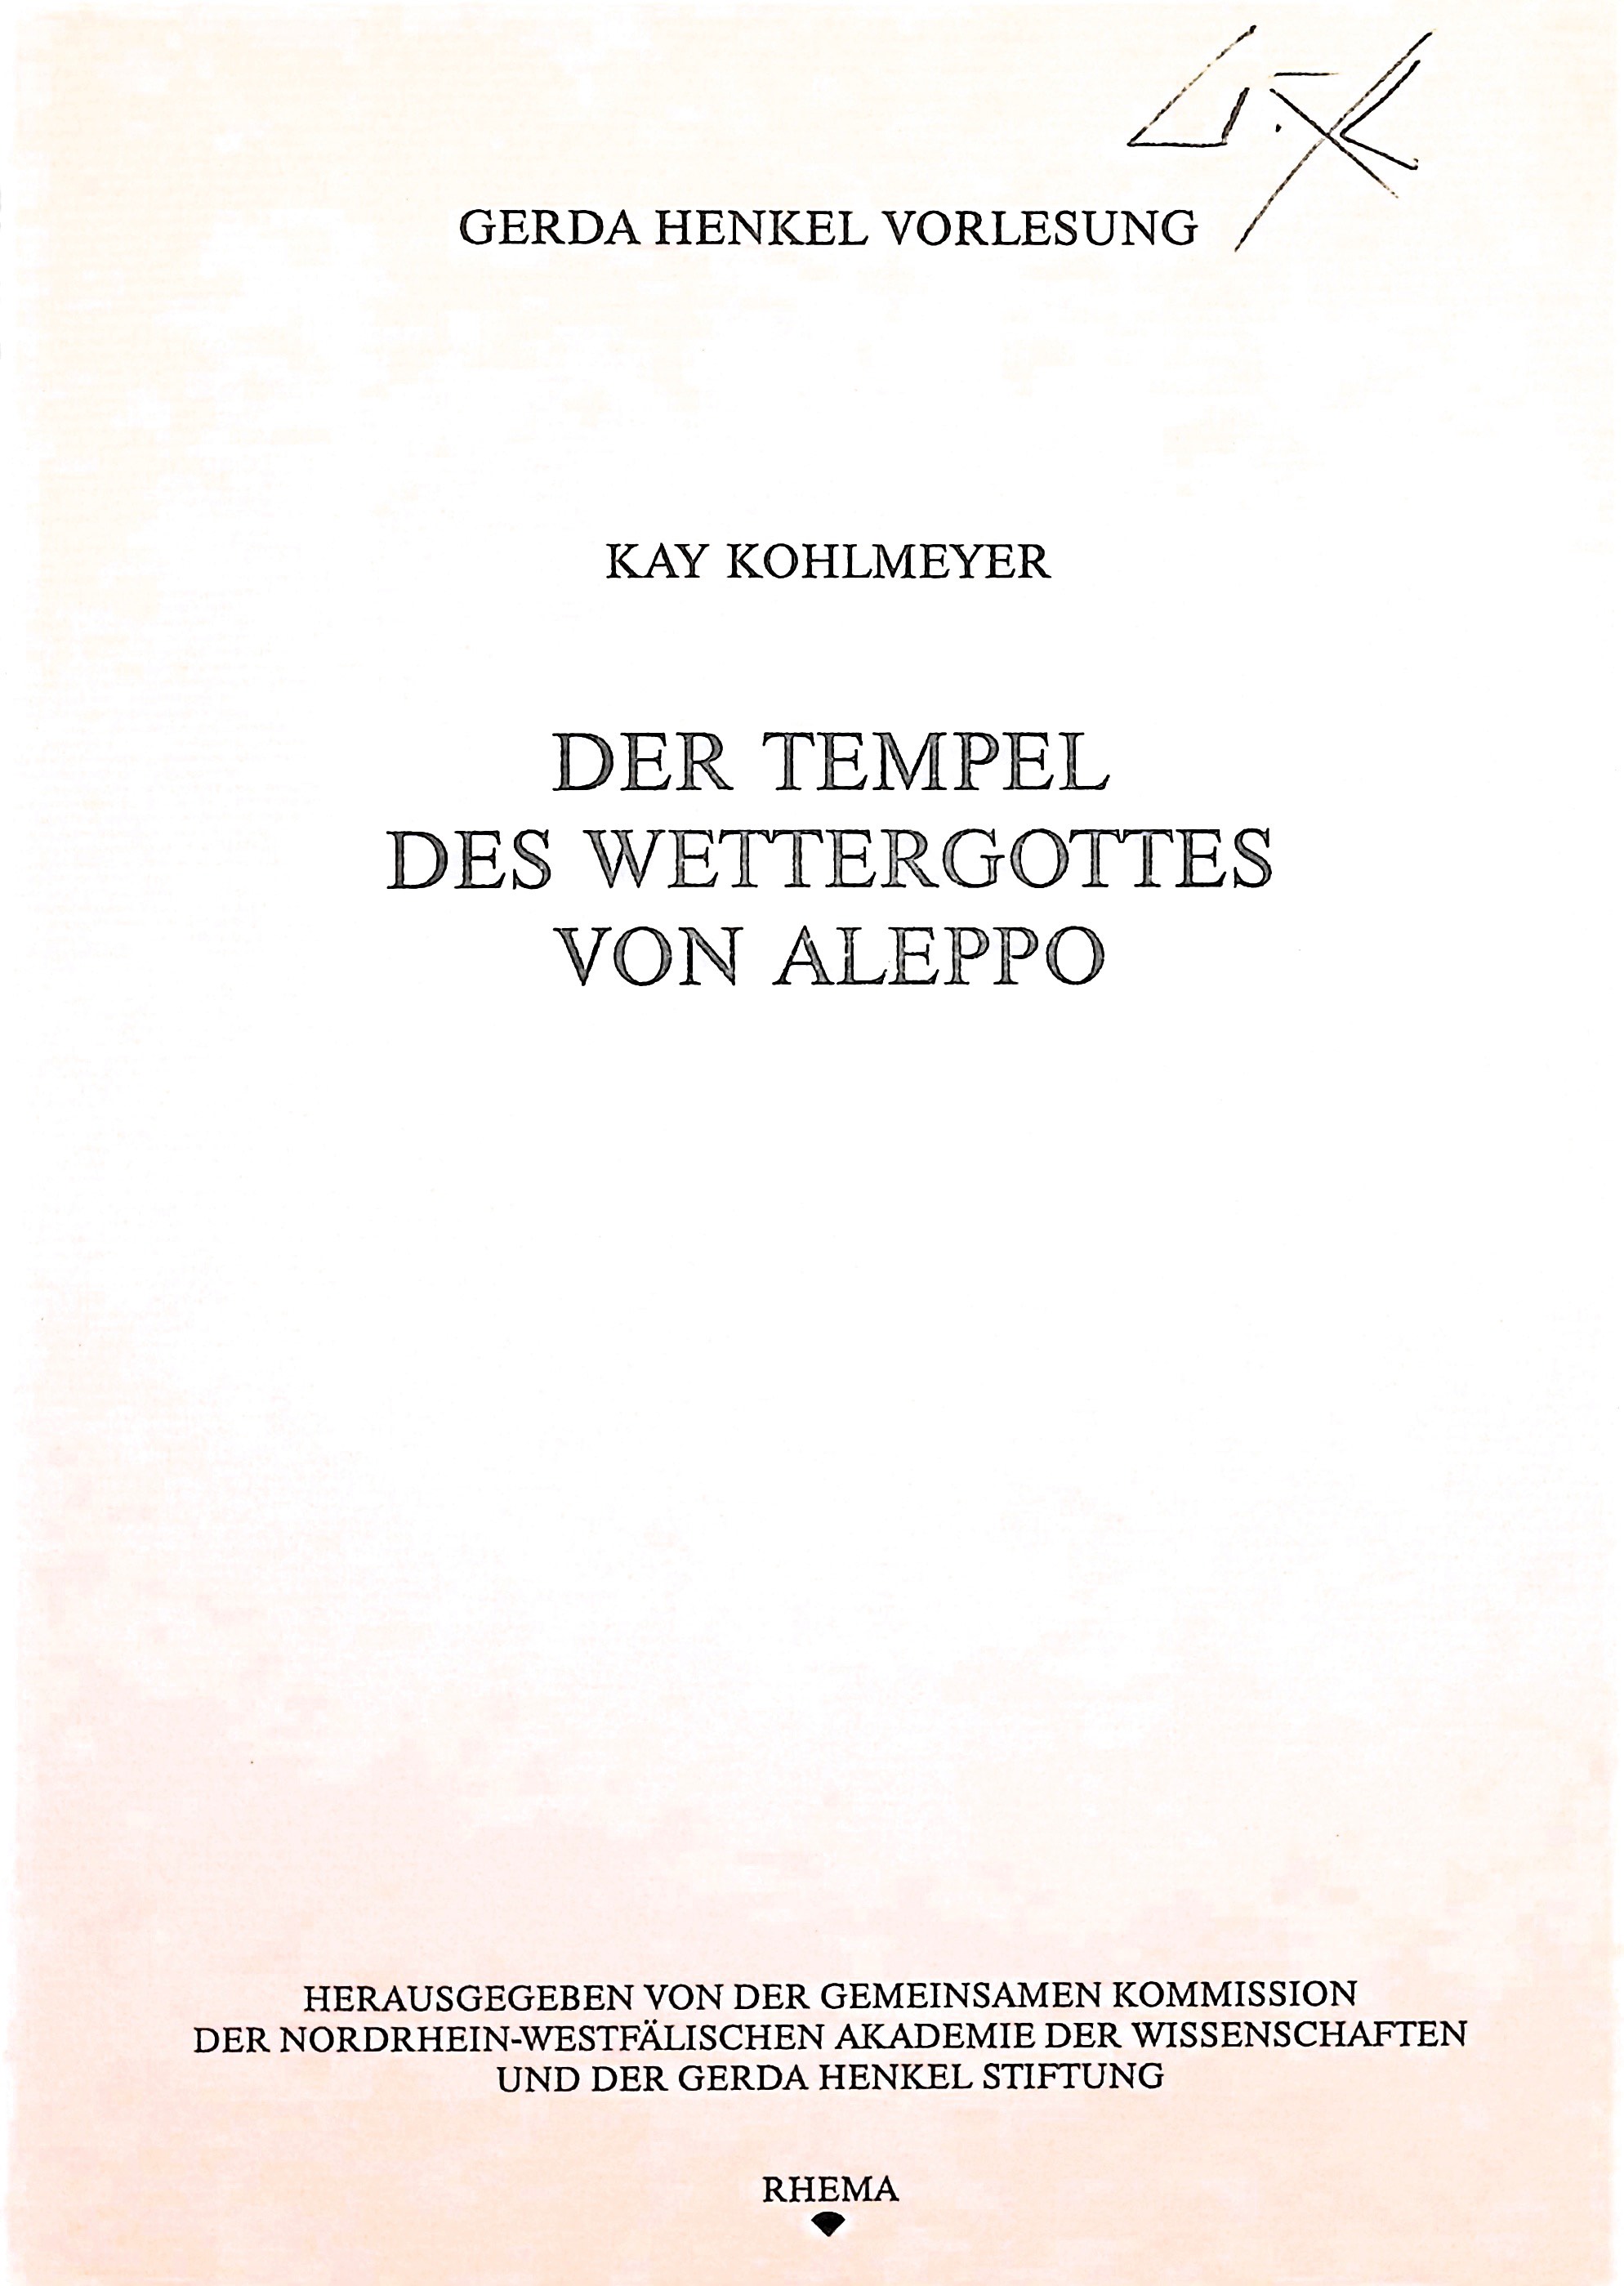 GERDA HENKEL VORLESUNG
KAY KOHLMEYER
DER TEMPEL
DES WETTERGOTTES
VON ALEPPO
HERAUSGEGEBEN VON DER GEMEINSAMEN KOMMISSION
DER NORDRHEIN-WESTFÄLISCHEN AKADEMIE DER WISSENSCHAFTEN
UND DER GERDA HENKEL STIFTUNG
RHEMA